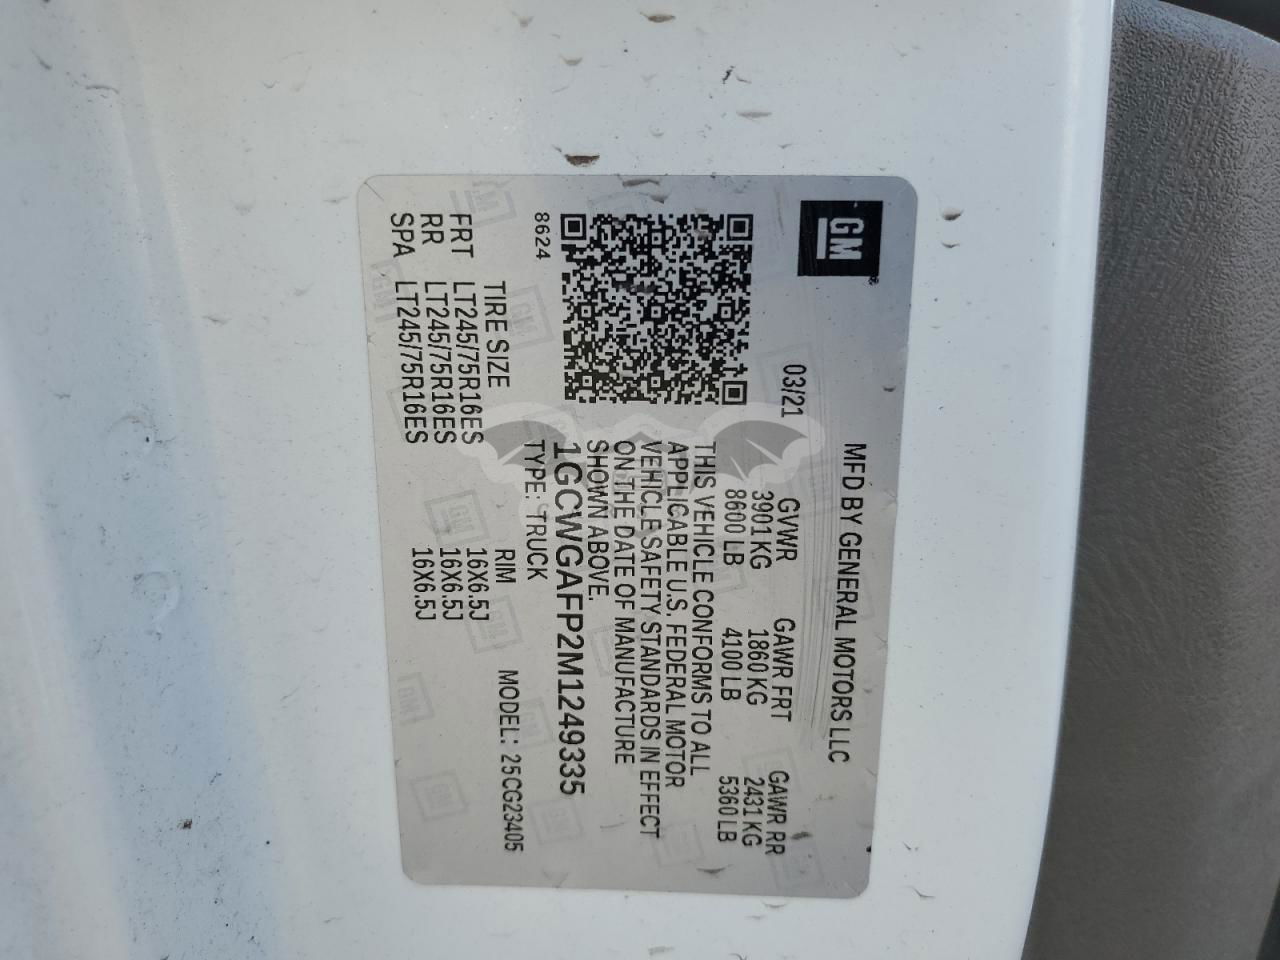 GM
MFD BY GENERAL MOTORS LLC
03/21
GVWR GAWR FRT GAWR RR
3901 KG 1860 KG 2431 KG
8600 LB 4100 LB 5360 LB
THIS VEHICLE CONFORMS TO ALL
APPLICABLE U.S. FEDERAL MOTOR
VEHICLE SAFETY STANDARDS IN EFFECT
ON THE DATE OF MANUFACTURE
SHOWN ABOVE.
1GCWGAFP2M1249335
TYPE: TRUCK
8624
MODEL: 25CG23405
TIRE SIZE RIM
FRT LT245/75R16ES 16X6.5J
RR LT245/75R16ES 16X6.5J
SPA LT245/75R16ES 16X6.5J